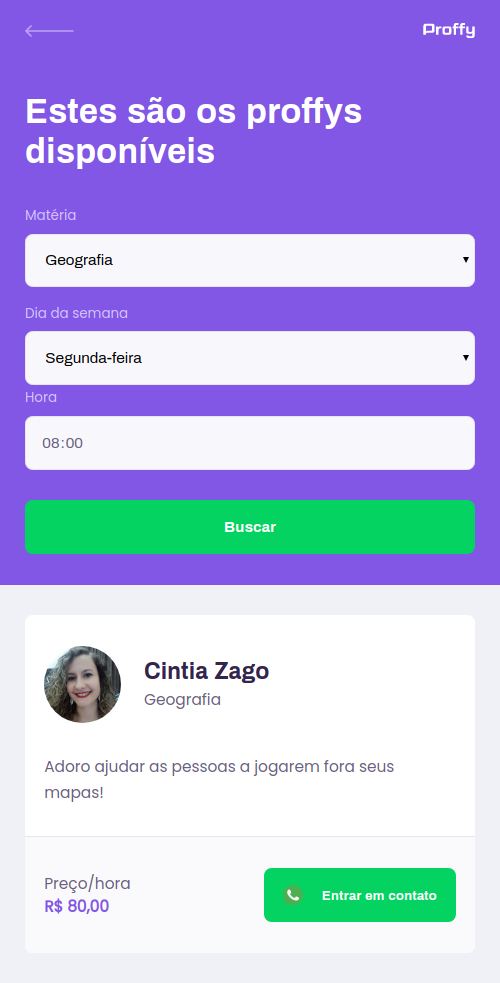 Proffy
Estes são os proffys
disponíveis
Matéria
Geografia
Dia da semana
Segunda-feira
Hora
08:00
Buscar
Cintia Zago
Geografia
Adoro ajudar as pessoas a jogarem fora seus
mapas!
Preço/hora
R$ 80,00
Entrar em contato